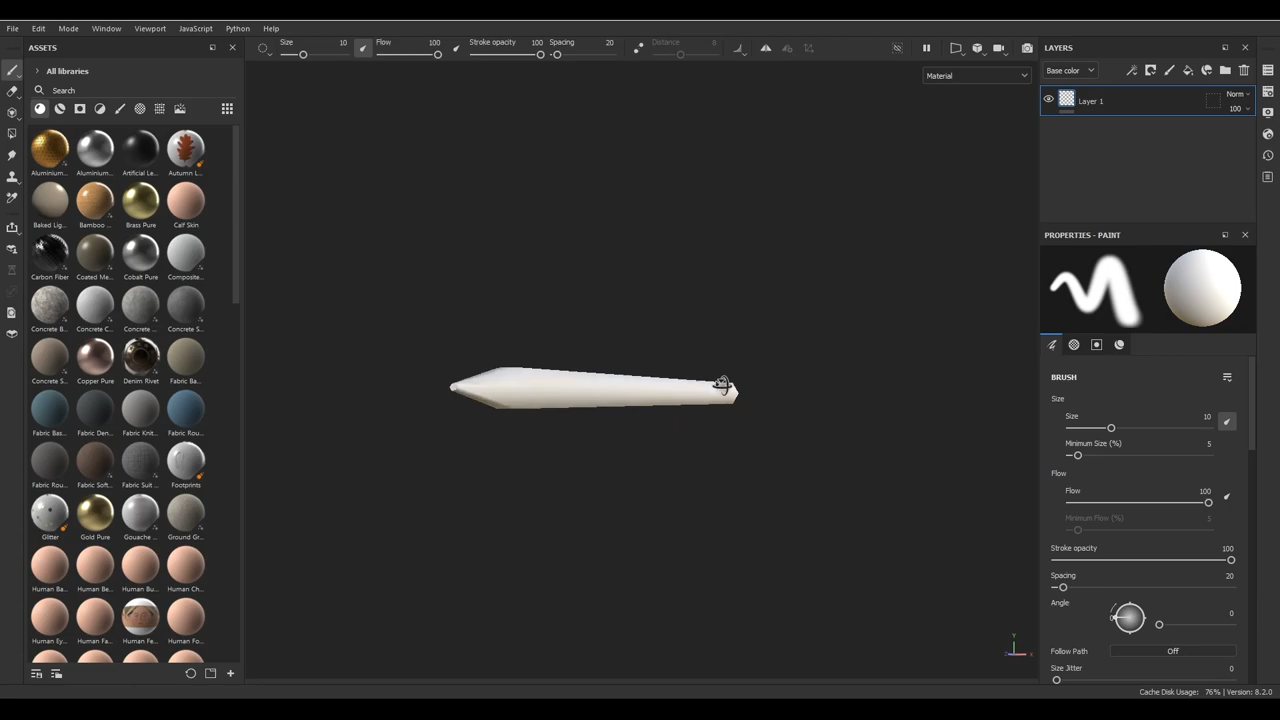 File Edit Mode Window Viewport JavaScript Python Help
ASSETS
Size 10 Flow 100 Stroke opacity 100 Spacing 20 Distance 8
LAYERS
All libraries
Base color
Search
Material
Norm
Layer 1
100
Aluminium... Aluminium... Artificial Le... Autumn L...
Baked Lig... Bamboo ... Brass Pure Calf Skin
PROPERTIES - PAINT
Carbon Fiber Coated Me... Cobalt Pure Composite...
Concrete B... Concrete C... Concrete ... Concrete S...
Concrete S... Copper Pure Denim Rivet Fabric Ba...
BRUSH
Size
Size 10
Fabric Bas... Fabric Den... Fabric Knit... Fabric Rou...
Minimum Size (%) 5
Flow
Fabric Rou... Fabric Soft... Fabric Suit ... Footprints
Flow 100
Minimum Flow (%) 5
Glitter Gold Pure Gouache ... Ground Gr...
Stroke opacity 100
Spacing 20
Human Ba... Human Be... Human Bu... Human Ch...
Angle 0
Human Ey... Human Fa... Human Fe... Human Fo...
Y
Z X
Follow Path Off
Size Jitter 0
Cache Disk Usage: 76% | Version: 8.2.0